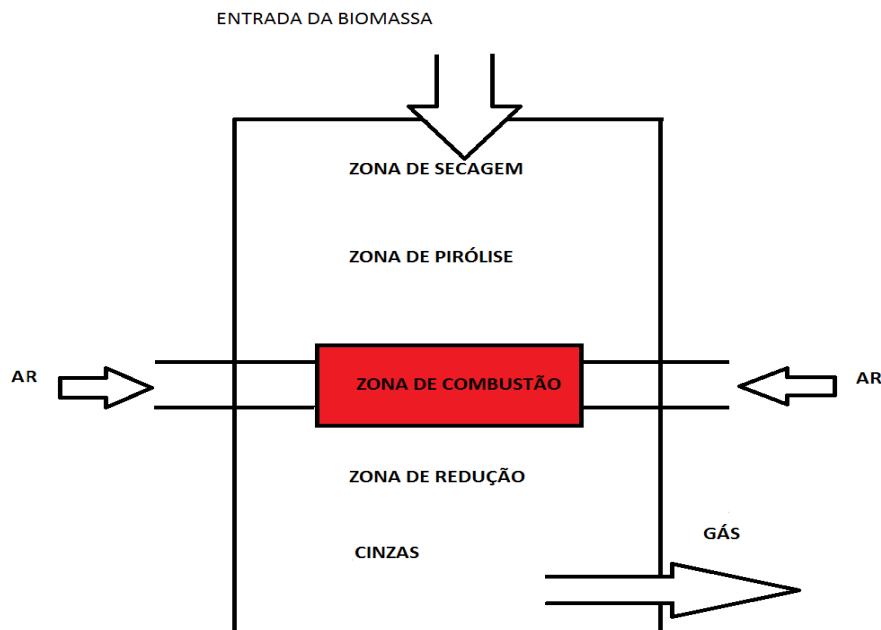 ENTRADA DA BIOMASSA
ZONA DE SECAGEM
ZONA DE PIRÓLISE
AR
ZONA DE COMBUSTÃO
AR
ZONA DE REDUÇÃO
GÁS
CINZAS